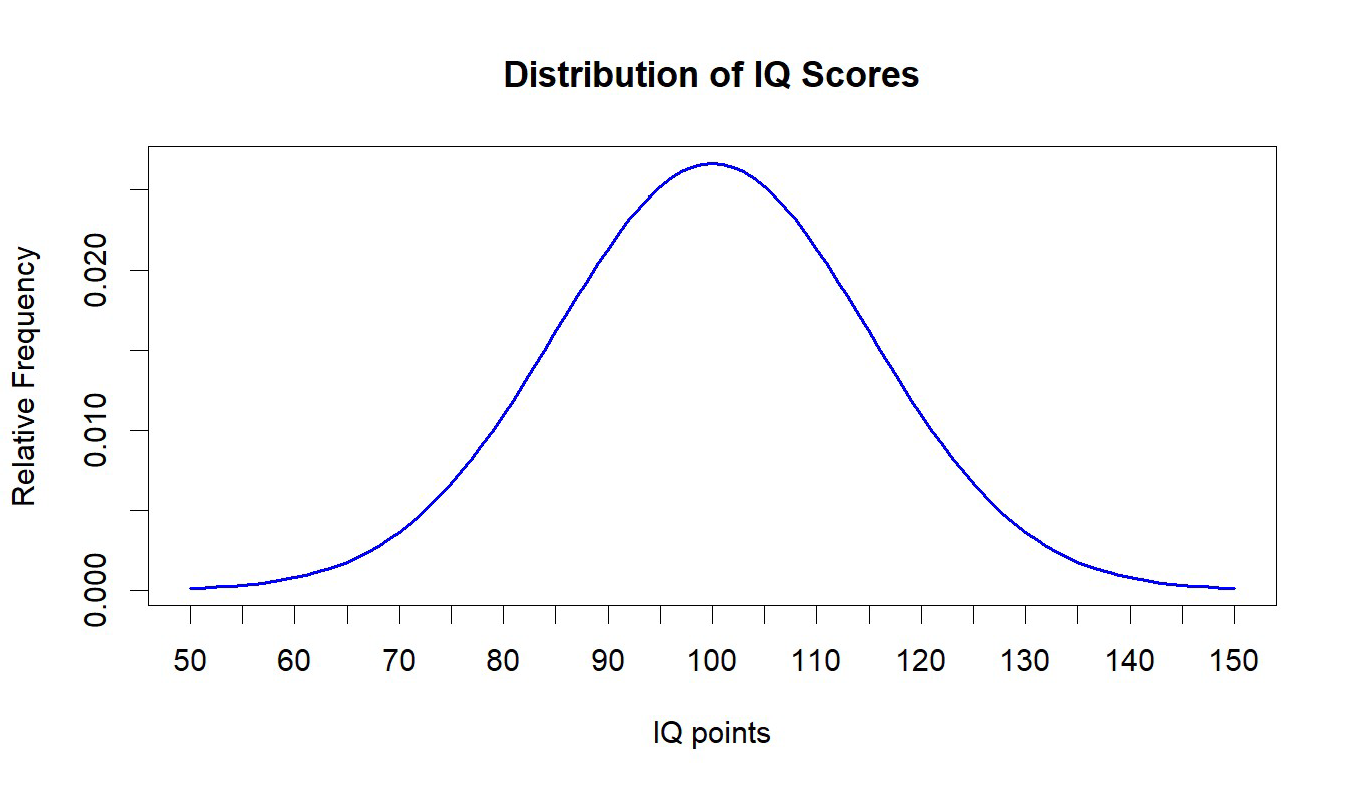 Distribution of IQ Scores
Relative Frequency
0.020
0.010
0.000
50 60 70 80 90 100 110 120 130 140 150
IQ points